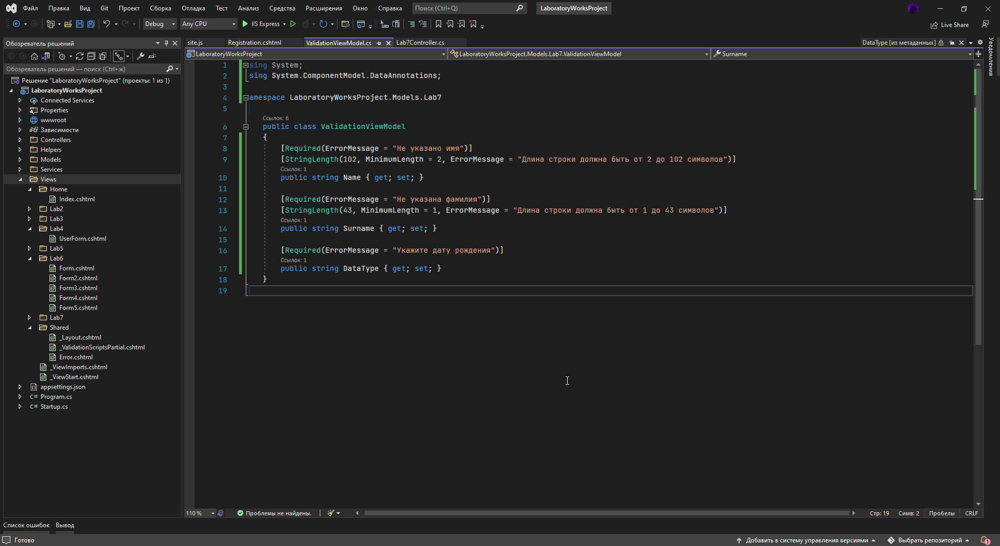 Файл Правка Вид Git Проект Сборка Отладка Тест Анализ Средства Расширения Окно Справка Поиск (Ctrl+Q) LaboratoryWorksProject
Debug Any CPU IIS Express Live Share
Обозреватель решений
Обозреватель решений — поиск (Ctrl+ж)
Решение "LaboratoryWorksProject" (проекты: 1 из 1)
LaboratoryWorksProject
Connected Services
Properties
wwwroot
Зависимости
Controllers
Helpers
Models
Services
Views
Home
Index.cshtml
Lab2
Lab3
Lab4
UserForm.cshtml
Lab5
Lab6
Form.cshtml
Form2.cshtml
Form3.cshtml
Form4.cshtml
Form5.cshtml
Lab7
Shared
_Layout.cshtml
_ValidationScriptsPartial.cshtml
Error.cshtml
_ViewImports.cshtml
_ViewStart.cshtml
appsettings.json
C# Program.cs
C# Startup.cs
site.js Registration.cshtml ValidationViewModel.cs Lab7Controller.cs DataType [из метаданных]
LaboratoryWorksProject LaboratoryWorksProject.Models.Lab7.ValidationViewModel Surname
Уведомления
1 sing System;
2 sing System.ComponentModel.DataAnnotations;
3
4 amespace LaboratoryWorksProject.Models.Lab7
5
Ссылок: 6
6 public class ValidationViewModel
7 {
8 [Required(ErrorMessage = "Не указано имя")]
9 [StringLength(102, MinimumLength = 2, ErrorMessage = "Длина строки должна быть от 2 до 102 символов")]
Ссылок: 1
10 public string Name { get; set; }
11
12 [Required(ErrorMessage = "Не указана фамилия")]
13 [StringLength(43, MinimumLength = 1, ErrorMessage = "Длина строки должна быть от 1 до 43 символов")]
Ссылок: 1
14 public string Surname { get; set; }
15
16 [Required(ErrorMessage = "Укажите дату рождения")]
Ссылок: 1
17 public string DataType { get; set; }
18 }
19
110 % Проблемы не найдены. Стр: 19 Симв: 2 Пробелы CRLF
Список ошибок Вывод
Готово Добавить в систему управления версиями Выбрать репозиторий 1